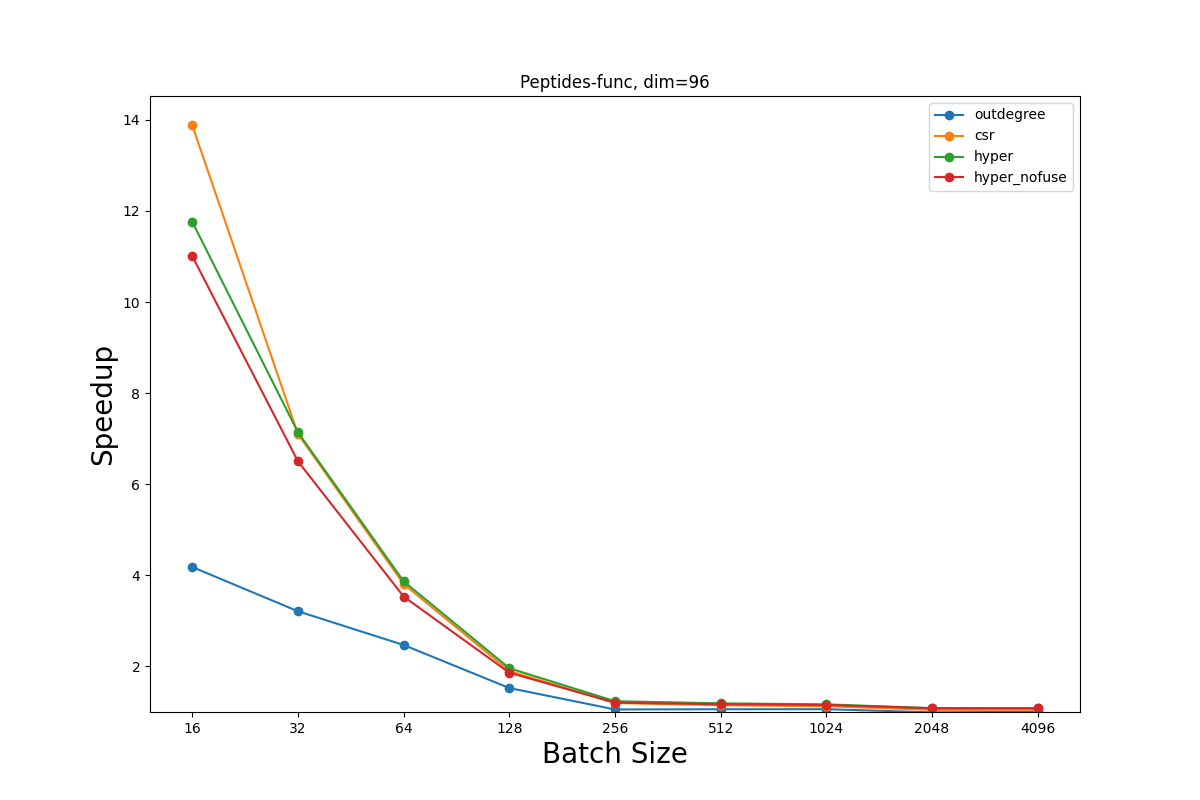 Peptides-func, dim=96
outdegree
csr
hyper
hyper_nofuse
14
12
10
8
6
4
2
Speedup
16 32 64 128 256 512 1024 2048 4096
Batch Size